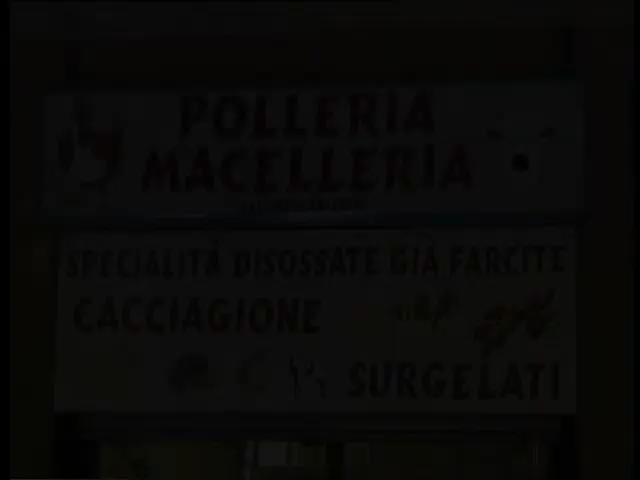 POLLERIA
MACELLERIA
SPECIALITÀ DISOSSATE GIÀ FARCITE
CACCIAGIONE
SURGELATI